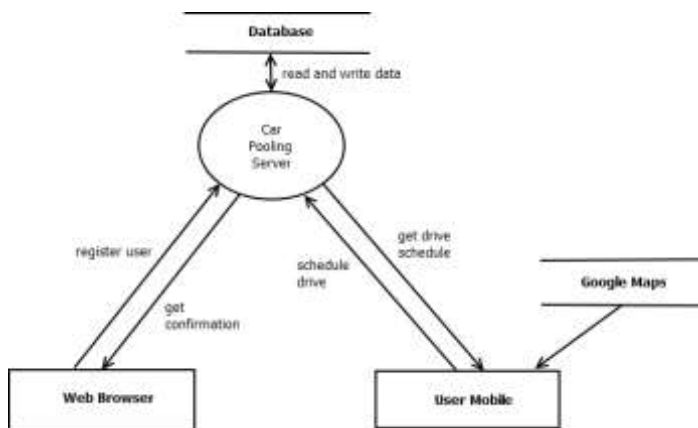 Database
read and write data
Car
Pooling
Server
register user
get drive
schedule
schedule
drive
Google Maps
get
confirmation
Web Browser
User Mobile